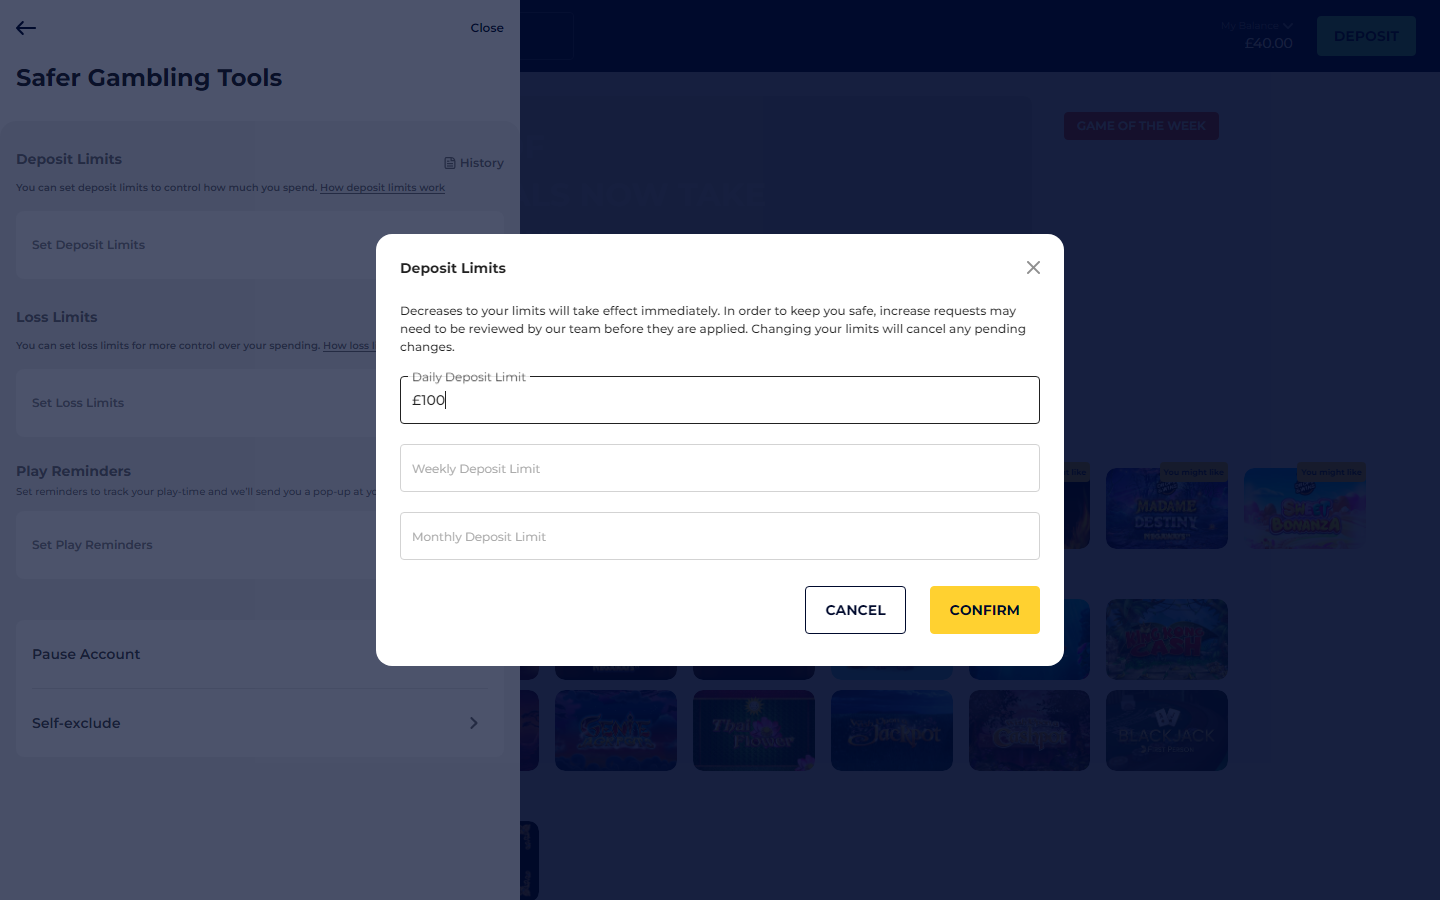 Close
My Balance
£40.00
DEPOSIT
Safer Gambling Tools
GAME OF THE WEEK
Deposit Limits
History
You can set deposit limits to control how much you spend. How deposit limits work
Set Deposit Limits
Loss Limits
You can set loss limits for more control over your spending. How loss l
Set Loss Limits
Play Reminders
Set reminders to track your play-time and we'll send you a pop-up at yo
Set Play Reminders
Pause Account
Self-exclude
Deposit Limits
Decreases to your limits will take effect immediately. In order to keep you safe, increase requests may
need to be reviewed by our team before they are applied. Changing your limits will cancel any pending
changes.
Daily Deposit Limit
£100
Weekly Deposit Limit
Monthly Deposit Limit
CANCEL
CONFIRM
You might like
You might like
MADAME
DESTINY
MEGAWAYS
SWEET
BONANZA
Thai
Flower
Jackpot
BLACKJACK